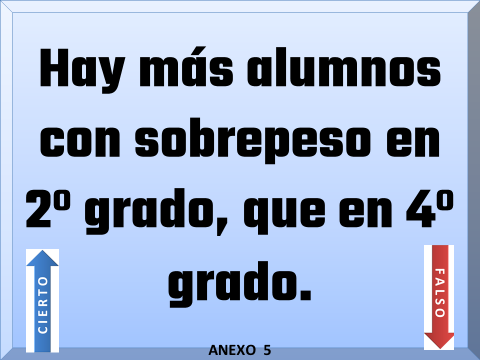 Hay más alumnos
con sobrepeso en
2º grado, que en 4º
grado.
CIERTO
FALSO
ANEXO 5